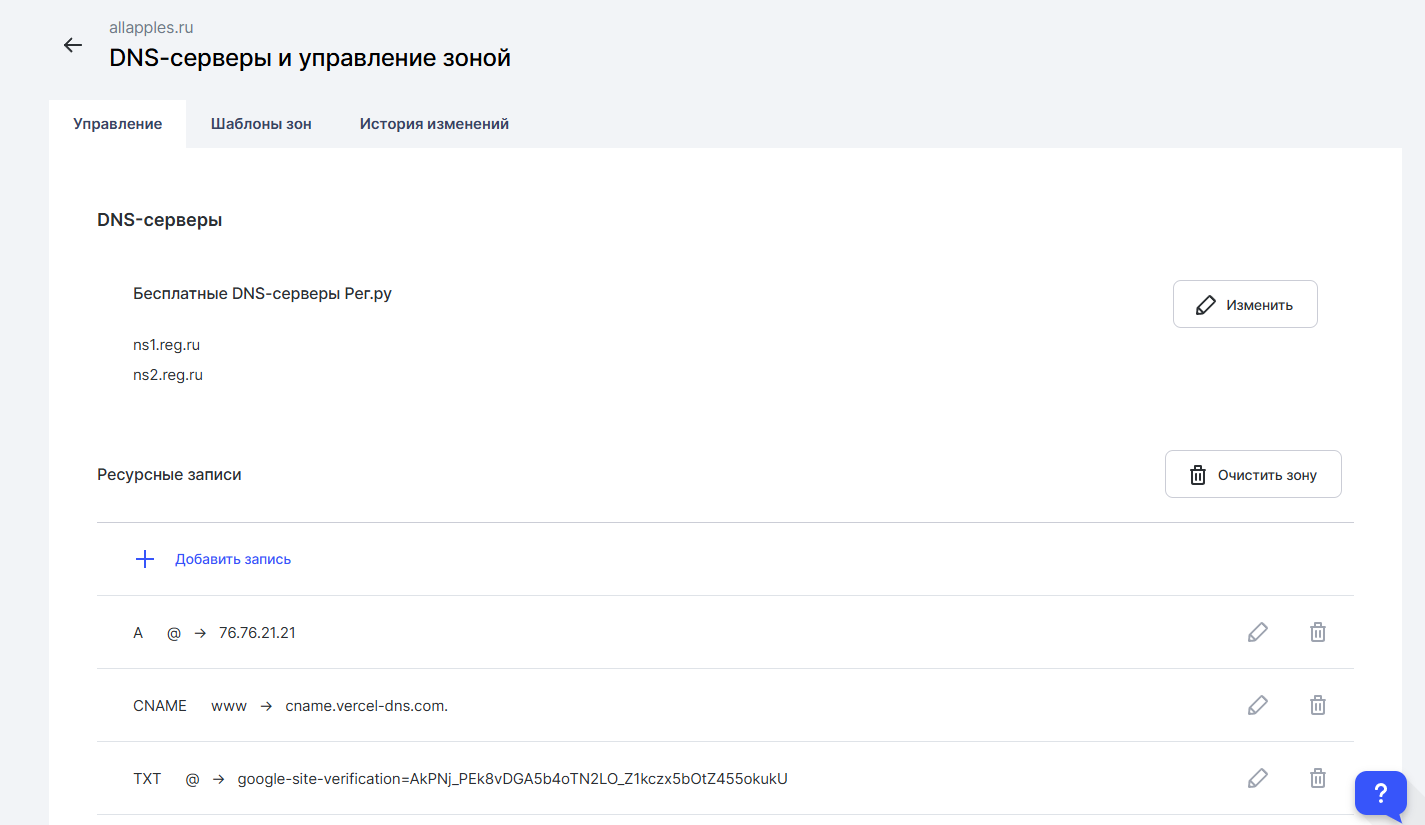 allapples.ru
DNS-серверы и управление зоной
Управление
Шаблоны зон
История изменений
DNS-серверы
Бесплатные DNS-серверы Рег.ру
Изменить
ns1.reg.ru
ns2.reg.ru
Ресурсные записи
Очистить зону
Добавить запись
A @ → 76.76.21.21
CNAME www → cname.vercel-dns.com.
TXT @ → google-site-verification=AkPNj_PEk8vDGA5b4oTN2LO_Z1kczx5bOtZ455okukU
?